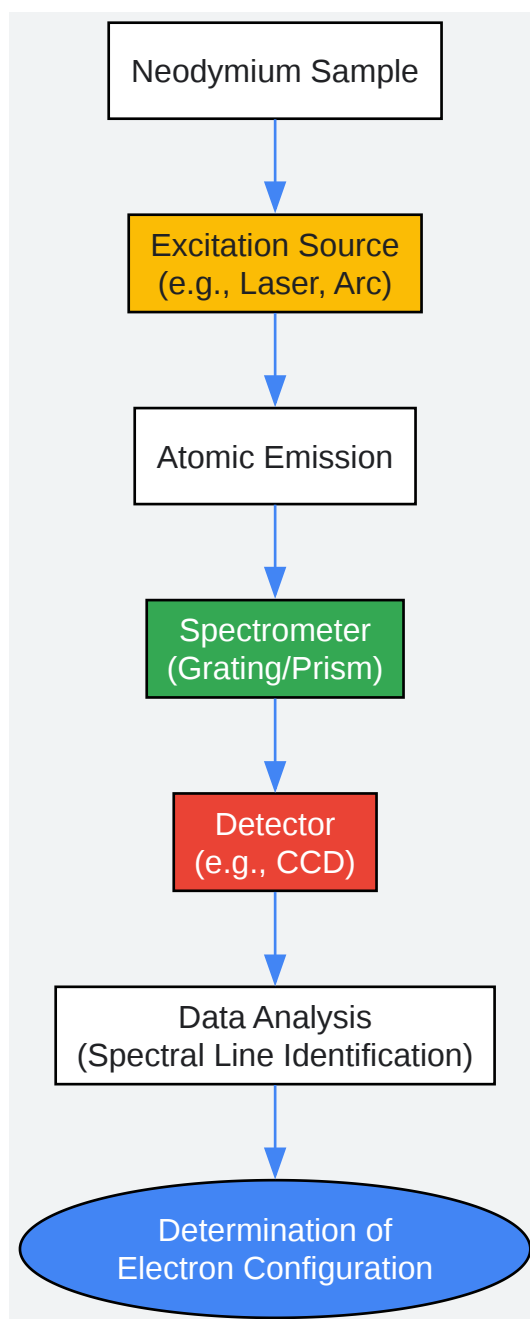 Neodymium Sample
Excitation Source
(e.g., Laser, Arc)
Atomic Emission
Spectrometer
(Grating/Prism)
Detector
(e.g., CCD)
Data Analysis
(Spectral Line Identification)
Determination of
Electron Configuration